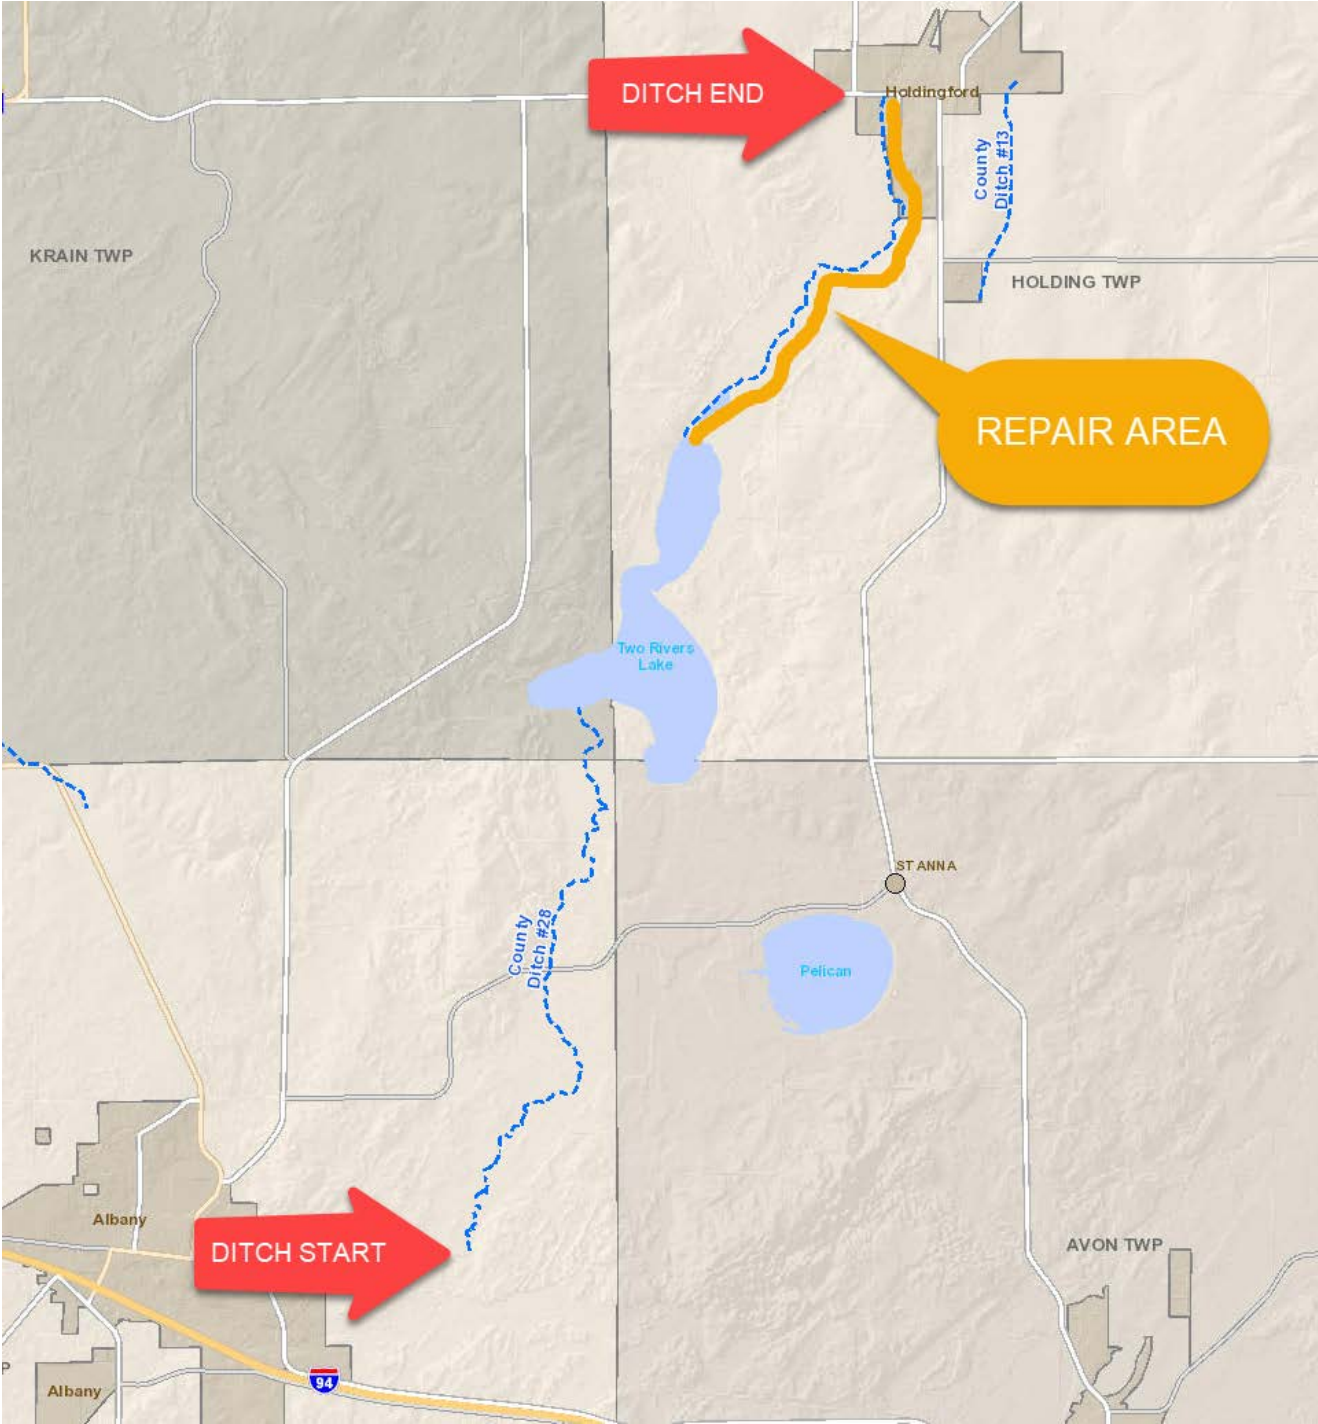 DITCH END
Holdingford
County
Ditch #13
KRAIN TWP
HOLDING TWP
REPAIR AREA
Two Rivers
Lake
ST ANNA
County
Ditch #28
Pelican
Albany
DITCH START
AVON TWP
94
Albany
P